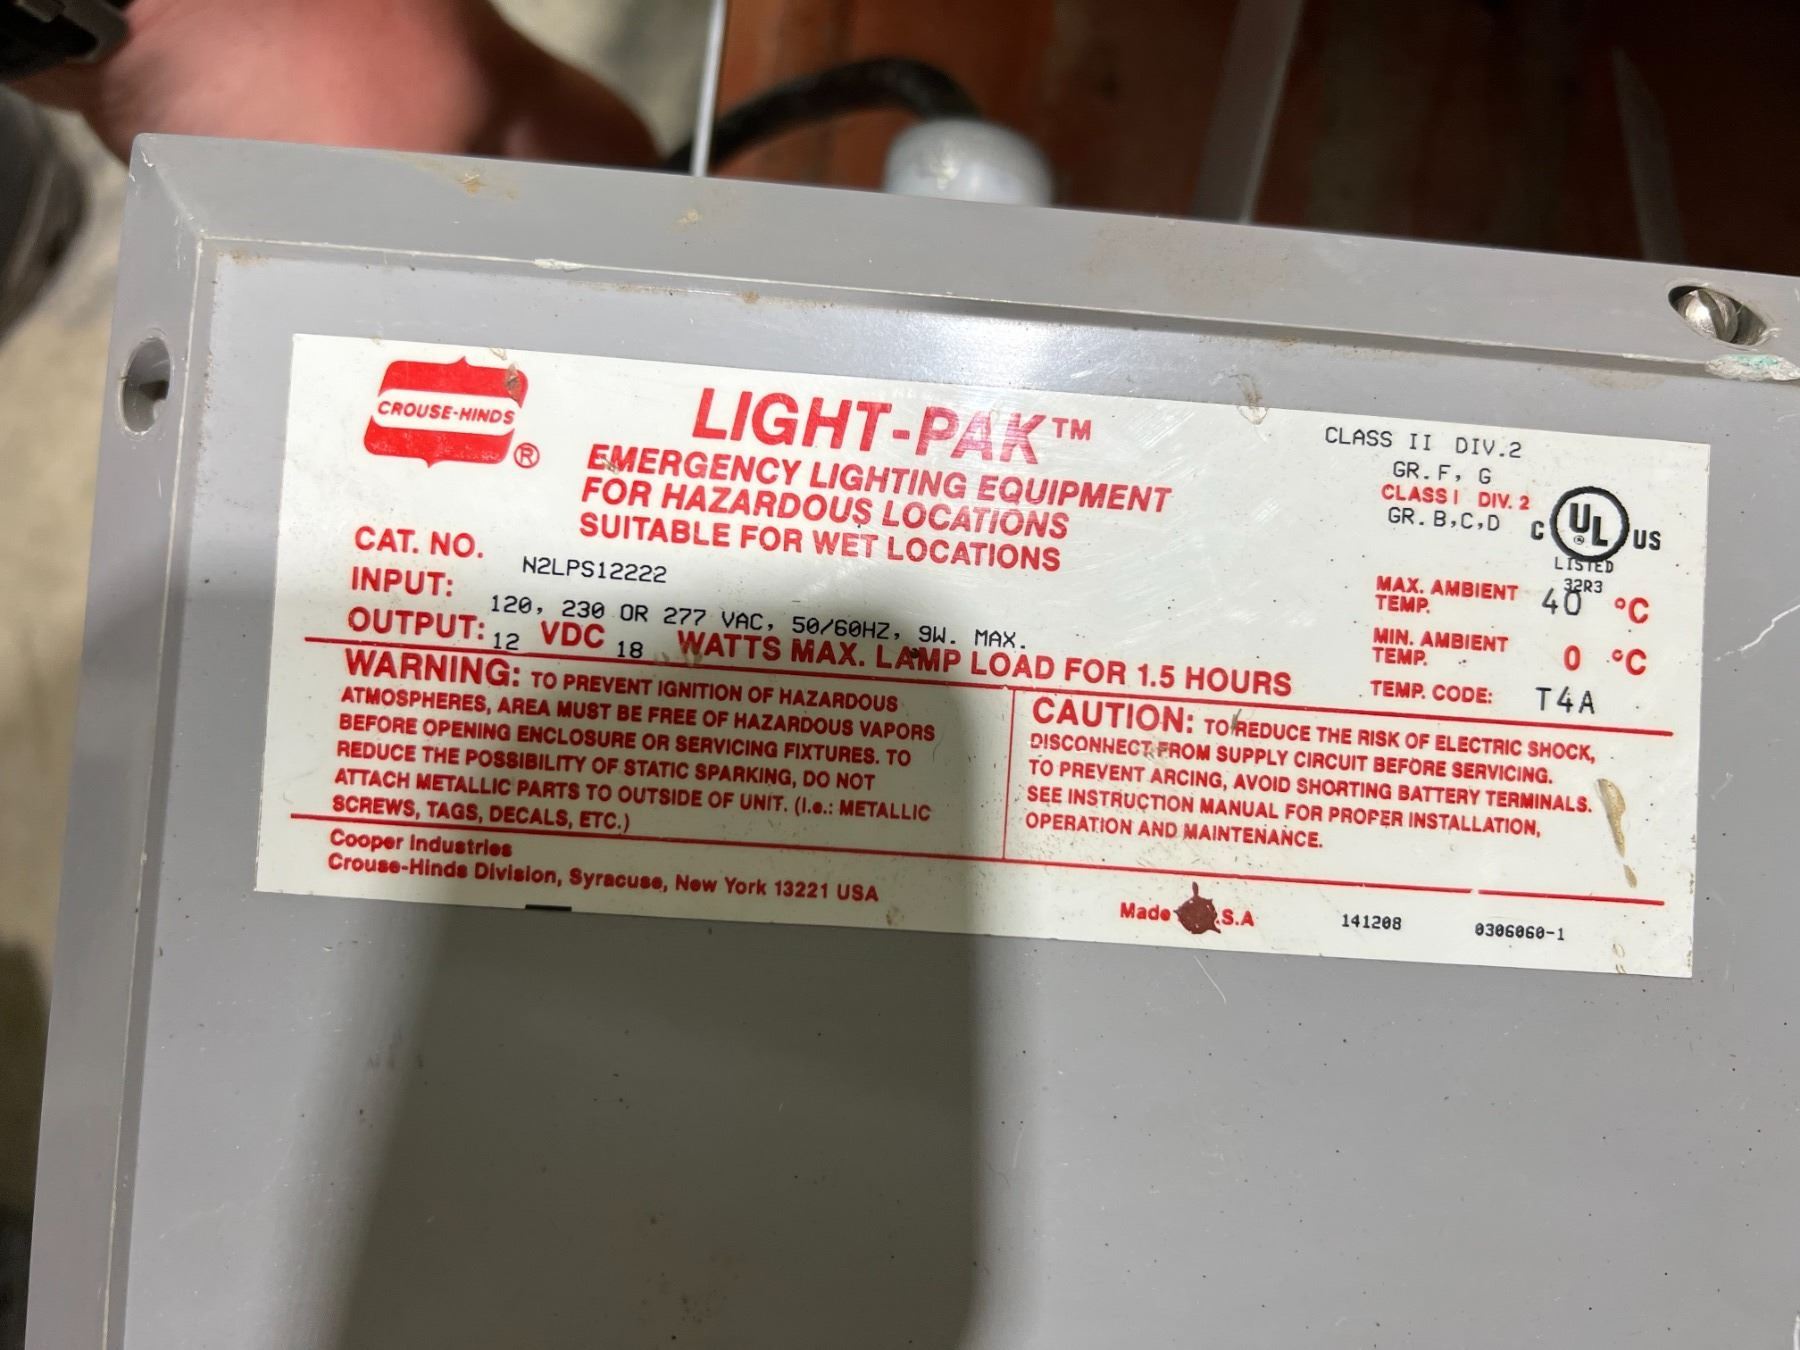 CROUSE-HINDS
®
LIGHT-PAK™
EMERGENCY LIGHTING EQUIPMENT
FOR HAZARDOUS LOCATIONS
SUITABLE FOR WET LOCATIONS
CLASS II DIV.2
GR. F, G
CLASS I DIV. 2
GR. B,C,D
C UL ® US
LISTED
32R3
CAT. NO. N2LPS12222
INPUT: 120, 230 OR 277 VAC, 50/60HZ, 9W. MAX.
OUTPUT: 12 VDC 18 WATTS MAX. LAMP LOAD FOR 1.5 HOURS
MAX. AMBIENT TEMP. 40 °C
MIN. AMBIENT TEMP. 0 °C
TEMP. CODE: T4A
WARNING: TO PREVENT IGNITION OF HAZARDOUS
ATMOSPHERES, AREA MUST BE FREE OF HAZARDOUS VAPORS
BEFORE OPENING ENCLOSURE OR SERVICING FIXTURES. TO
REDUCE THE POSSIBILITY OF STATIC SPARKING, DO NOT
ATTACH METALLIC PARTS TO OUTSIDE OF UNIT. (I.e.: METALLIC
SCREWS, TAGS, DECALS, ETC.)
CAUTION: TO REDUCE THE RISK OF ELECTRIC SHOCK,
DISCONNECT FROM SUPPLY CIRCUIT BEFORE SERVICING.
TO PREVENT ARCING, AVOID SHORTING BATTERY TERMINALS.
SEE INSTRUCTION MANUAL FOR PROPER INSTALLATION,
OPERATION AND MAINTENANCE.
Cooper Industries
Crouse-Hinds Division, Syracuse, New York 13221 USA
Made .S.A
141208
0306060-1